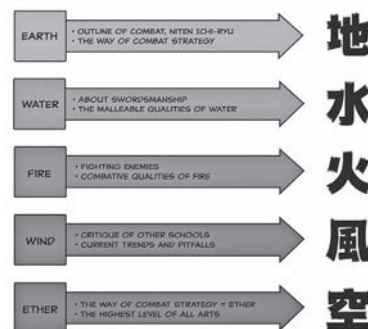 EARTH
• OUTLINE OF COMBAT, NITEN ICHI-RYU
• THE WAY OF COMBAT STRATEGY
地
WATER
• ABOUT SWORDSMANSHIP
• THE MALLEABLE QUALITIES OF WATER
水
FIRE
• FIGHTING ENEMIES
• COMBATIVE QUALITIES OF FIRE
火
WIND
• CRITIQUE OF OTHER SCHOOLS
• CURRENT TRENDS AND PITFALLS
風
ETHER
• THE WAY OF COMBAT STRATEGY = ETHER
• THE HIGHEST LEVEL OF ALL ARTS
空